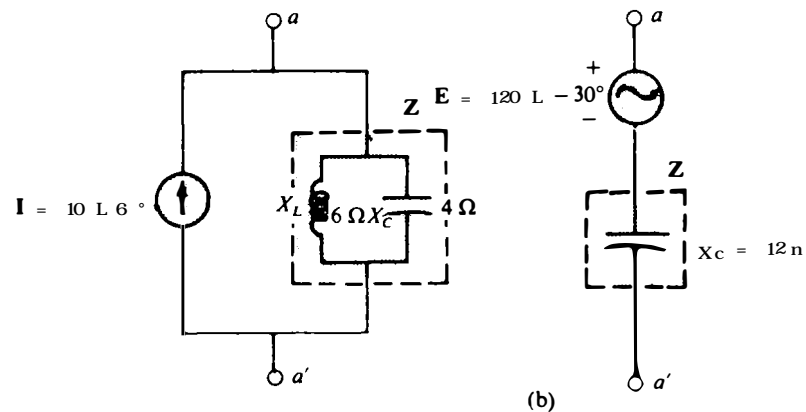 a
a
E = 120 L - 30°
+
-
Z
I = 10 L 6 °
X_L
6 Ω
X_C
4 Ω
Z
Xc = 12 n
a'
a'
(b)